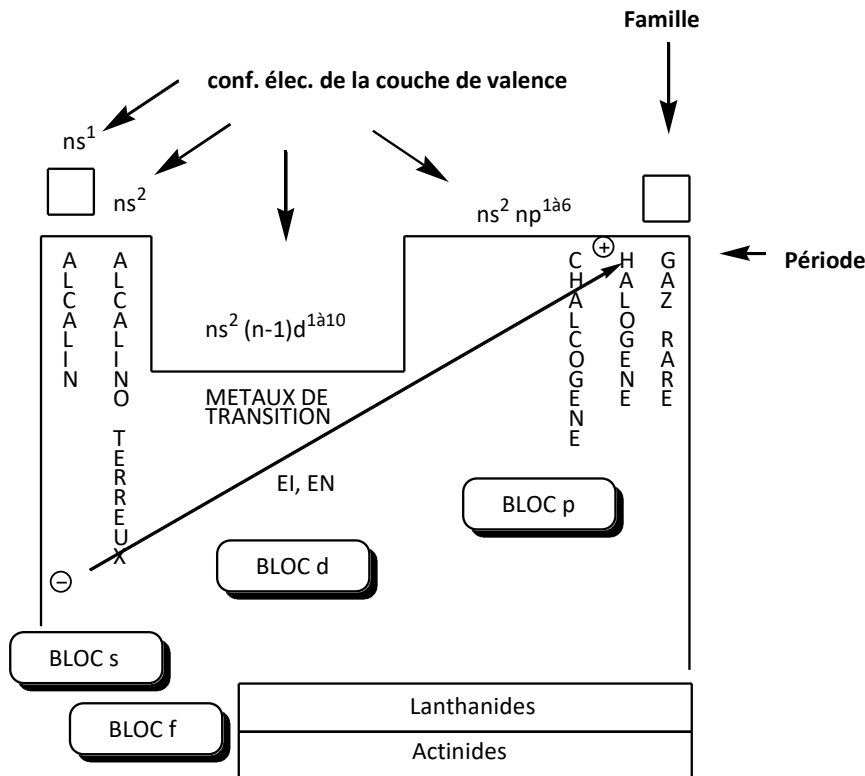 Famille
conf. élec. de la couche de valence
ns1
ns2
ns2 np1à6
+
Période
ALCALIN
ALCALINO TERREUX
CHALCOGENE
HALOGENE
GAZ RARE
ns2 (n-1)d1à10
METAUX DE
TRANSITION
EI, EN
BLOC p
BLOC d
−
BLOC s
Lanthanides
BLOC f
Actinides